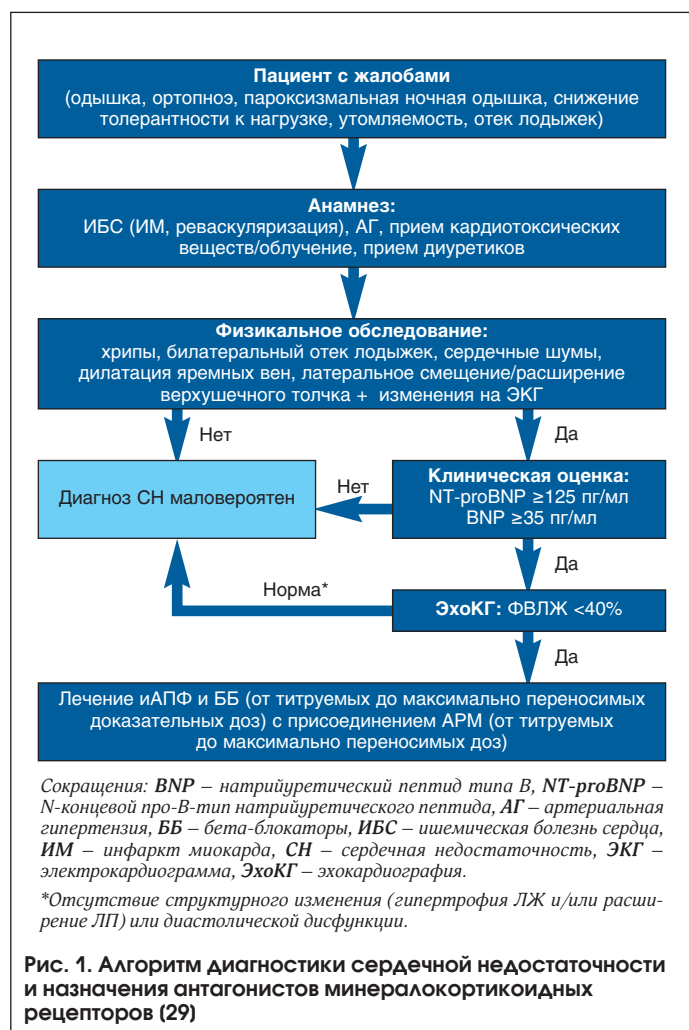 Пациент с жалобами
(одышка, ортопноэ, пароксизмальная ночная одышка, снижение
толерантности к нагрузке, утомляемость, отек лодыжек)
Анамнез:
ИБС (ИМ, реваскуляризация), АГ, прием кардиотоксических
веществ/облучение, прием диуретиков
Физикальное обследование:
хрипы, билатеральный отек лодыжек, сердечные шумы,
дилатация яремных вен, латеральное смещение/расширение
верхушечного толчка + изменения на ЭКГ
Нет
Да
Диагноз СН маловероятен
Нет
Клиническая оценка:
NT-proBNP ≥125 пг/мл
BNP ≥35 пг/мл
Да
Норма*
ЭхоКГ: ФВЛЖ <40%
Да
Лечение иАПФ и ББ (от титруемых до максимально переносимых
доказательных доз) с присоединением АРМ (от титруемых
до максимально переносимых доз)
Сокращения: BNP – натрийуретический пептид типа В, NT-proBNP –
N-концевой про-В-тип натрийуретического пептида, АГ – артериальная
гипертензия, ББ – бета-блокаторы, ИБС – ишемическая болезнь сердца,
ИМ – инфаркт миокарда, СН – сердечная недостаточность, ЭКГ –
электрокардиограмма, ЭхоКГ – эхокардиография.
*Отсутствие структурного изменения (гипертрофия ЛЖ и/или расши-
рение ЛП) или диастолической дисфункции.
Рис. 1. Алгоритм диагностики сердечной недостаточности
и назначения антагонистов минералокортикоидных
рецепторов (29)